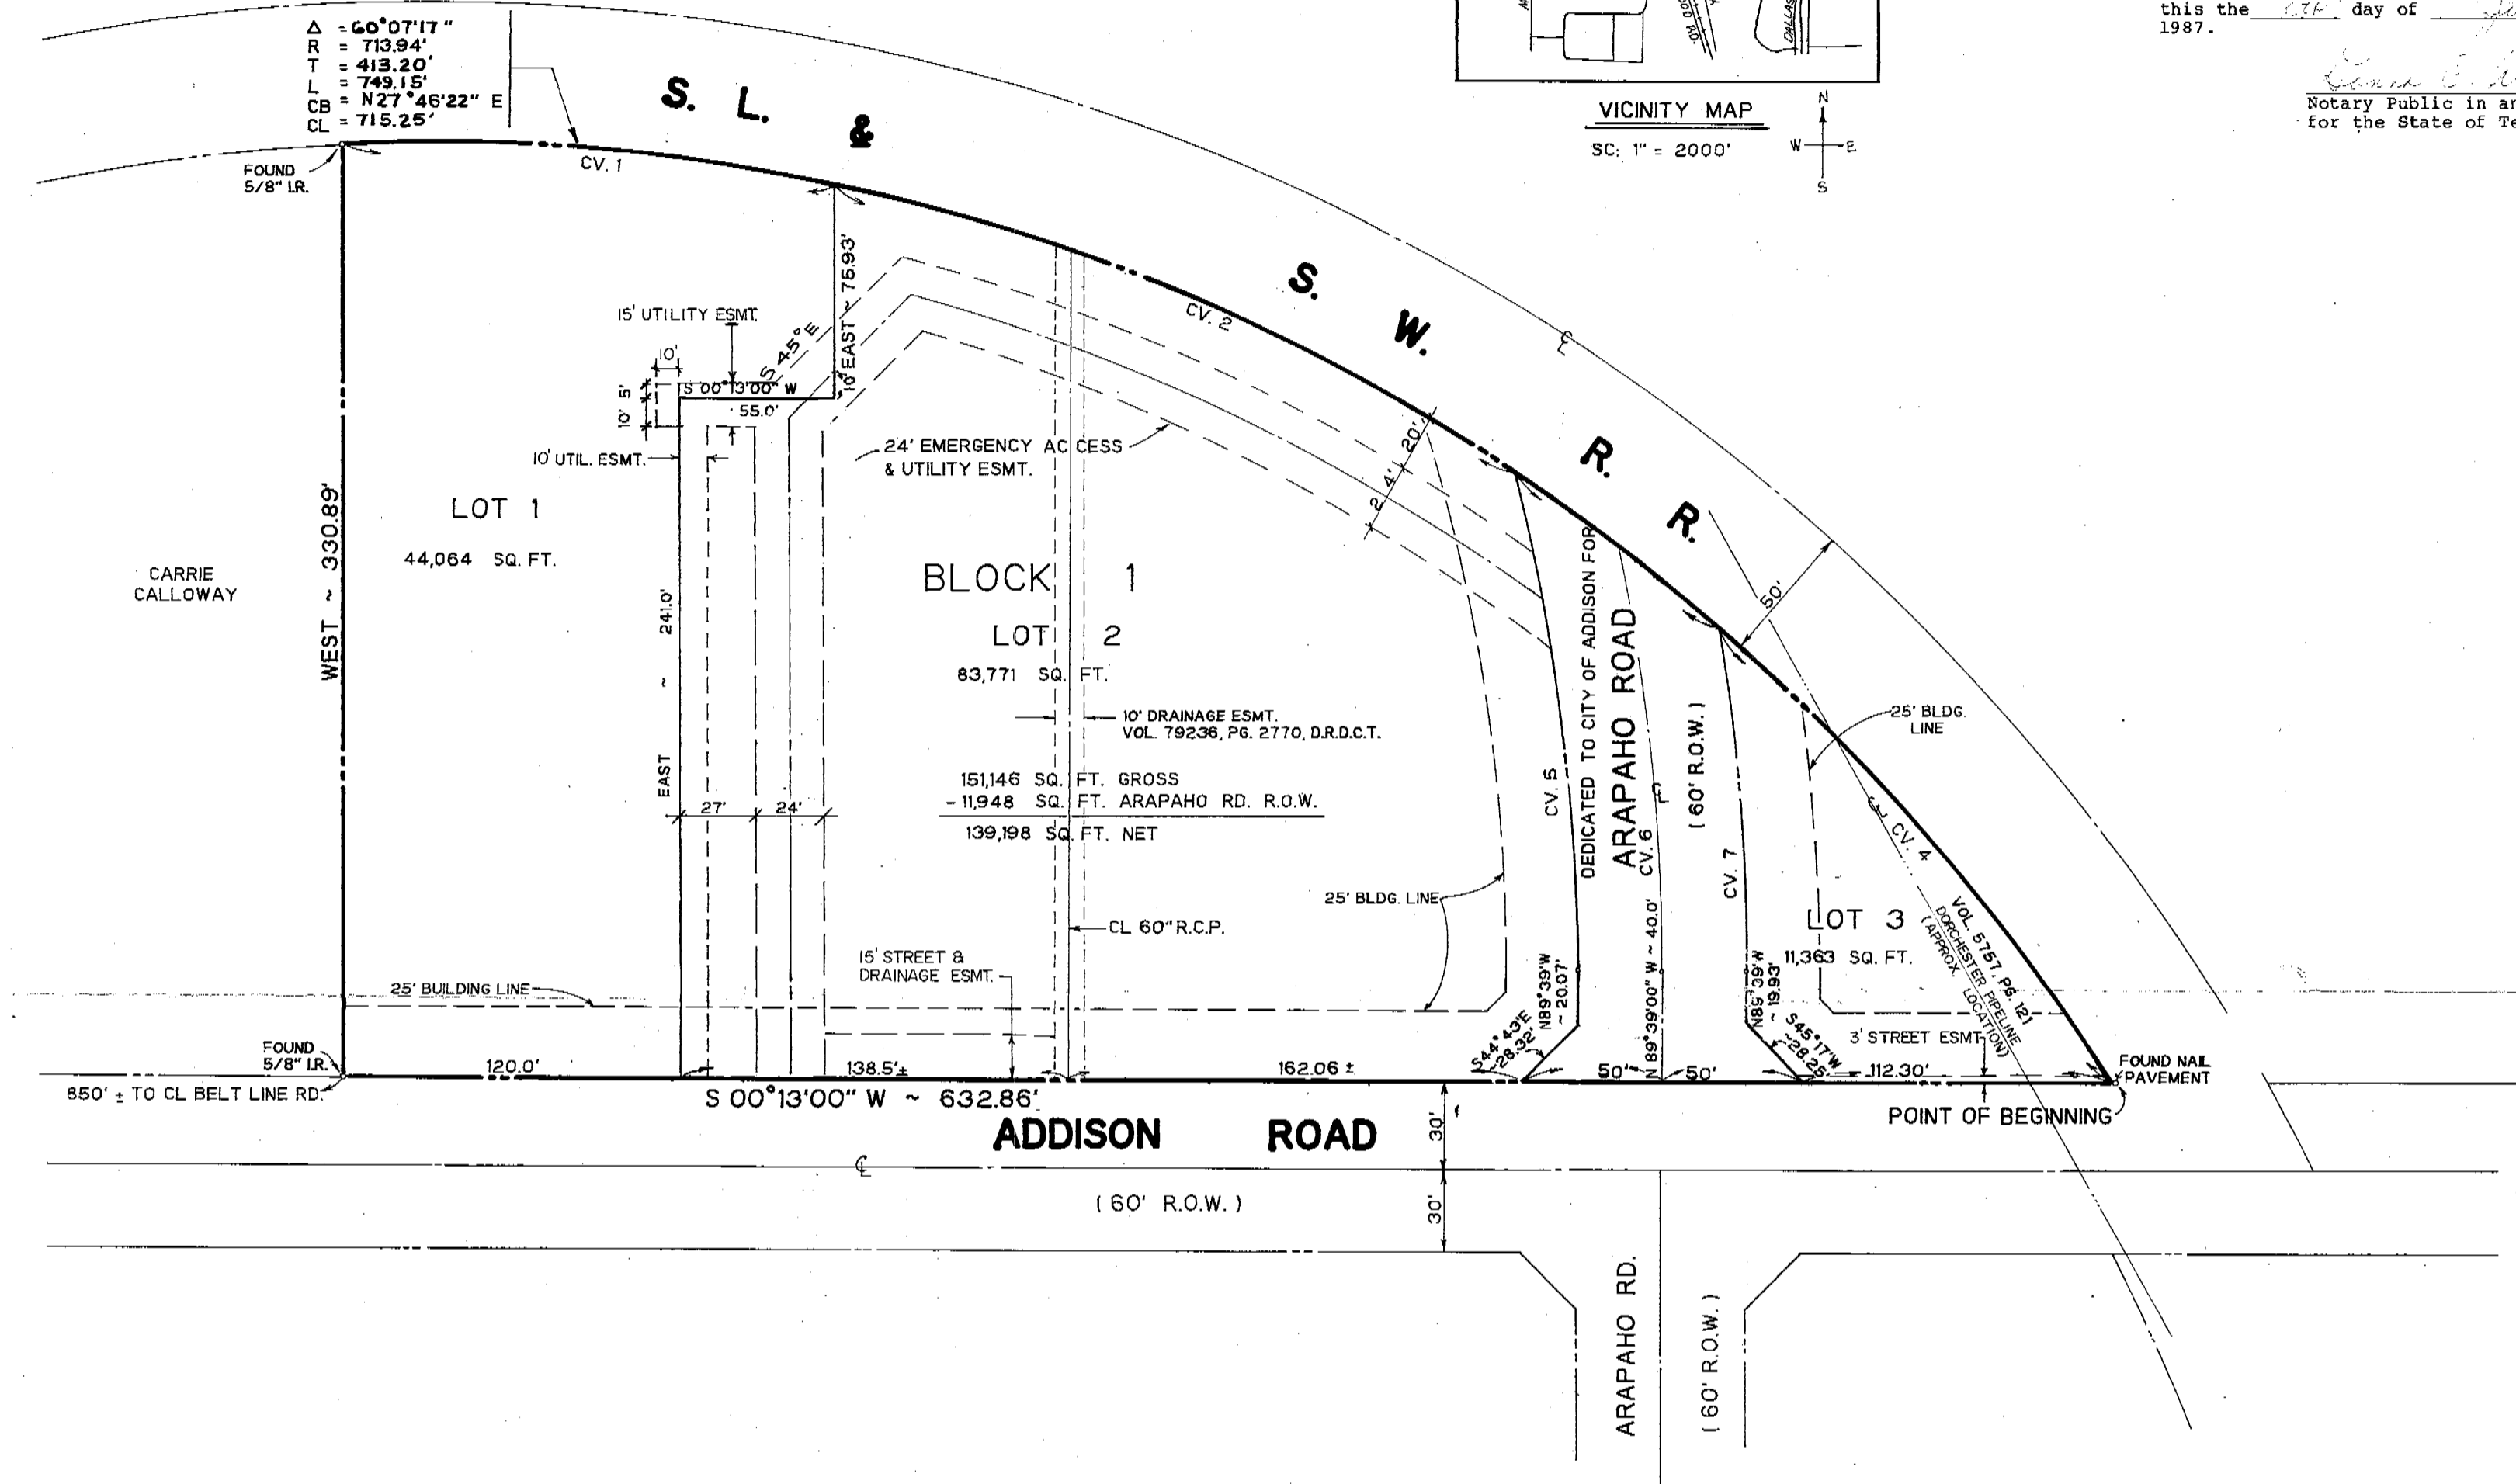 Δ = 60°07'17"
R = 713.94'
T = 413.20'
L = 749.15'
CB = N27°46'22" E
CL = 715.25'
S. L. & S. W. R. R.
this the day of
1987.
Notary Public in
for the State of
DALLAS
VICINITY MAP
SC: 1" = 2000'
N
W E
S
FOUND
5/8" I.R.
CV. 1
CV. 2
℄
10' EAST ~ 75.93'
15' UTILITY ESMT.
S 45° E
10'
S 00°13'00" W
55.0'
5'
10'
10' UTIL. ESMT.
24' EMERGENCY ACCESS
& UTILITY ESMT.
20'
24'
50'
WEST ~ 330.89'
LOT 1
44,064 SQ. FT.
CARRIE
CALLOWAY
EAST ~ 241.0'
27'
24'
BLOCK 1
LOT 2
83,771 SQ. FT.
10' DRAINAGE ESMT.
VOL. 79236, PG. 2770, D.R.D.C.T.
151,146 SQ. FT. GROSS
- 11,948 SQ. FT. ARAPAHO RD. R.O.W.
139,198 SQ. FT. NET
CL 60" R.C.P.
25' BLDG. LINE
15' STREET &
DRAINAGE ESMT.
25' BUILDING LINE
CV. 5
DEDICATED TO CITY OF ADDISON FOR
ARAPAHO ROAD
CV. 6
℄
(60' R.O.W.)
CV. 7
25' BLDG.
LINE
CV. 4
LOT 3
11,363 SQ. FT.
VOL. 5757, PG. 121
DORCHESTER PIPELINE
(APPROX. LOCATION)
N89°39'W
~ 20.07'
N 89°39'00" W ~ 40.0'
N89°39'W
~ 19.93'
S44°43'E
~28.32'
S45°17'W
~28.25'
3' STREET ESMT.
FOUND NAIL
PAVEMENT
POINT OF BEGINNING
FOUND
5/8" I.R.
850' ± TO CL BELT LINE RD.
120.0'
138.5'±
162.06 ±
50'
50'
112.30'
S 00°13'00" W ~ 632.86'
ADDISON ROAD
℄
30'
30'
(60' R.O.W.)
ARAPAHO RD.
(60' R.O.W.)